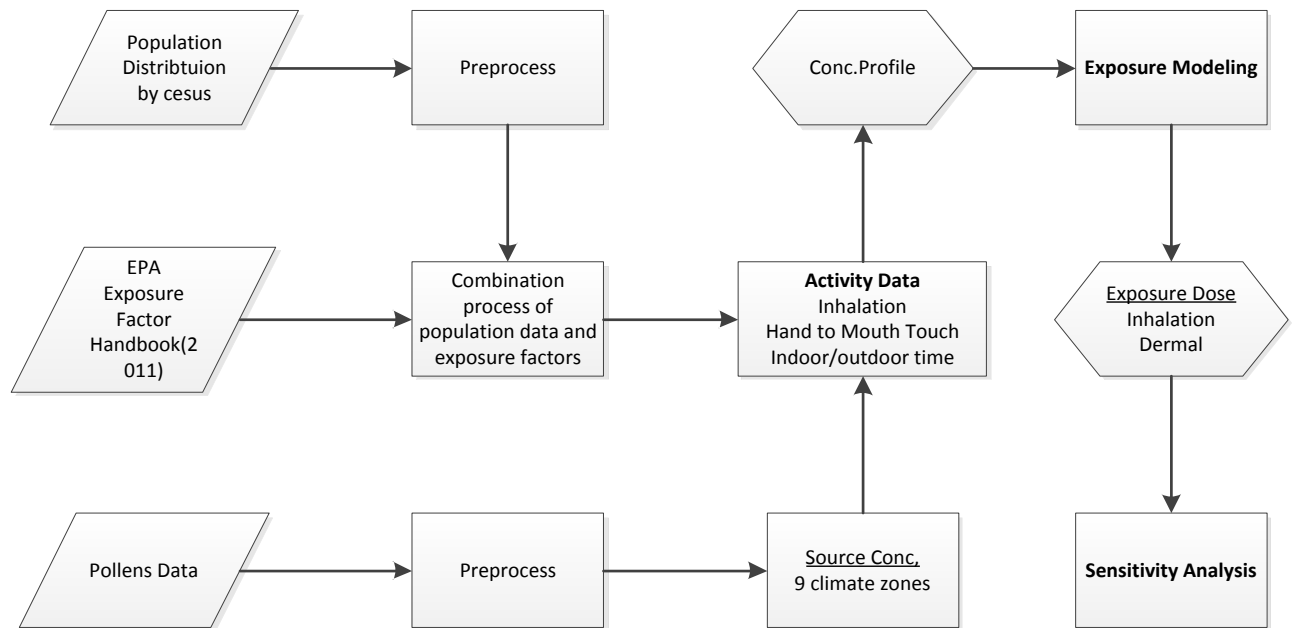 Population
Distribtuion
by cesus
Preprocess
Conc.Profile
Exposure Modeling
EPA
Exposure
Factor
Handbook(2
011)
Combination
process of
population data and
exposure factors
Activity Data
Inhalation
Hand to Mouth Touch
Indoor/outdoor time
Exposure Dose
Inhalation
Dermal
Pollens Data
Preprocess
Source Conc,
9 climate zones
Sensitivity Analysis